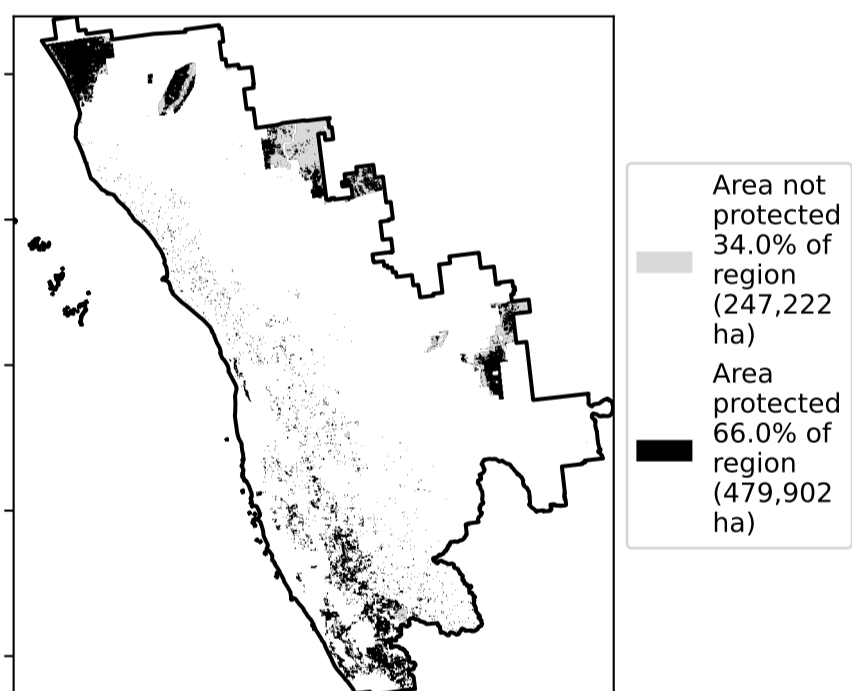 Area not
protected
34.0% of
region
(247,222
ha)
Area
protected
66.0% of
region
(479,902
ha)